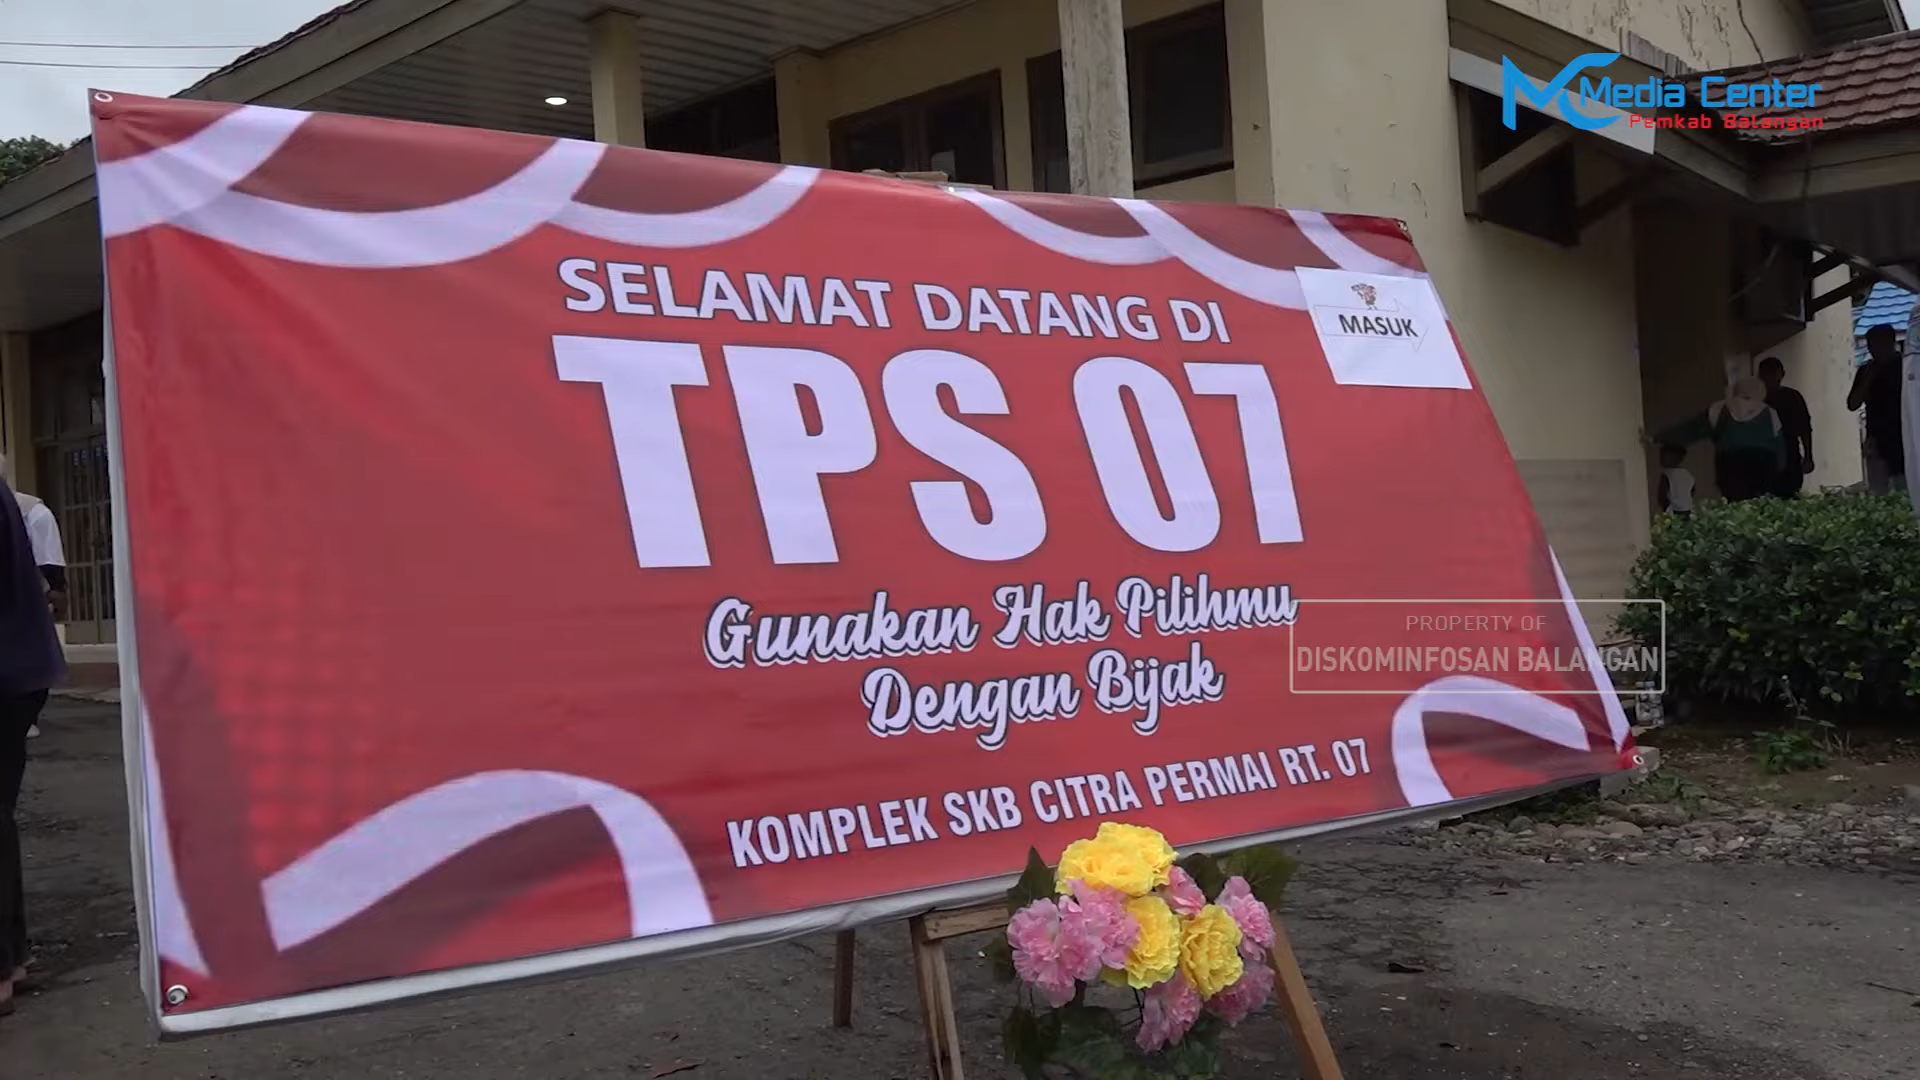 Media Center
Pemkab Balangan
SELAMAT DATANG DI
MASUK
TPS 07
Gunakan Hak Pilihmu
Dengan Bijak
PROPERTY OF
DISKOMINFOSAN BALANGAN
KOMPLEK SKB CITRA PERMAI RT. 07